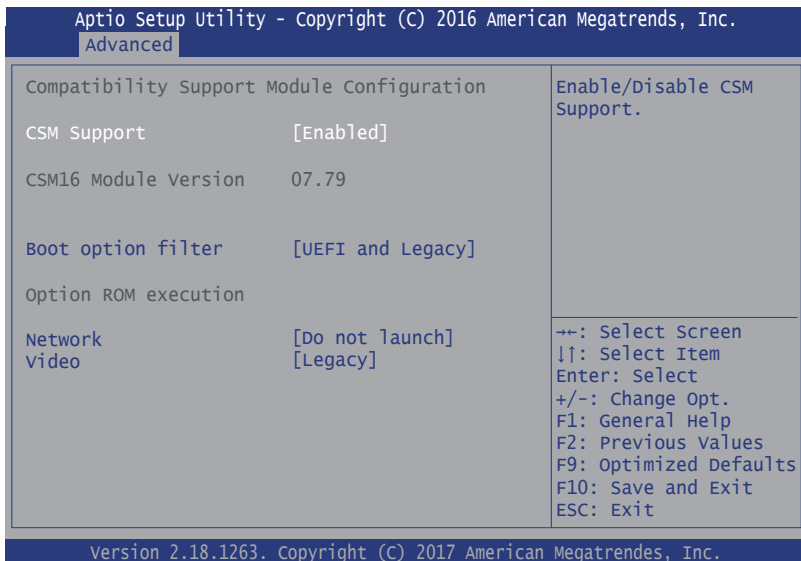 Aptio Setup Utility - Copyright (C) 2016 American Megatrends, Inc.
Advanced
Compatibility Support Module Configuration
CSM Support [Enabled]
CSM16 Module Version 07.79
Boot option filter [UEFI and Legacy]
Option ROM execution
Network [Do not launch]
Video [Legacy]
Enable/Disable CSM
Support.
→←: Select Screen
↓↑: Select Item
Enter: Select
+/-: Change Opt.
F1: General Help
F2: Previous Values
F9: Optimized Defaults
F10: Save and Exit
ESC: Exit
Version 2.18.1263. Copyright (C) 2017 American Megatrendes, Inc.